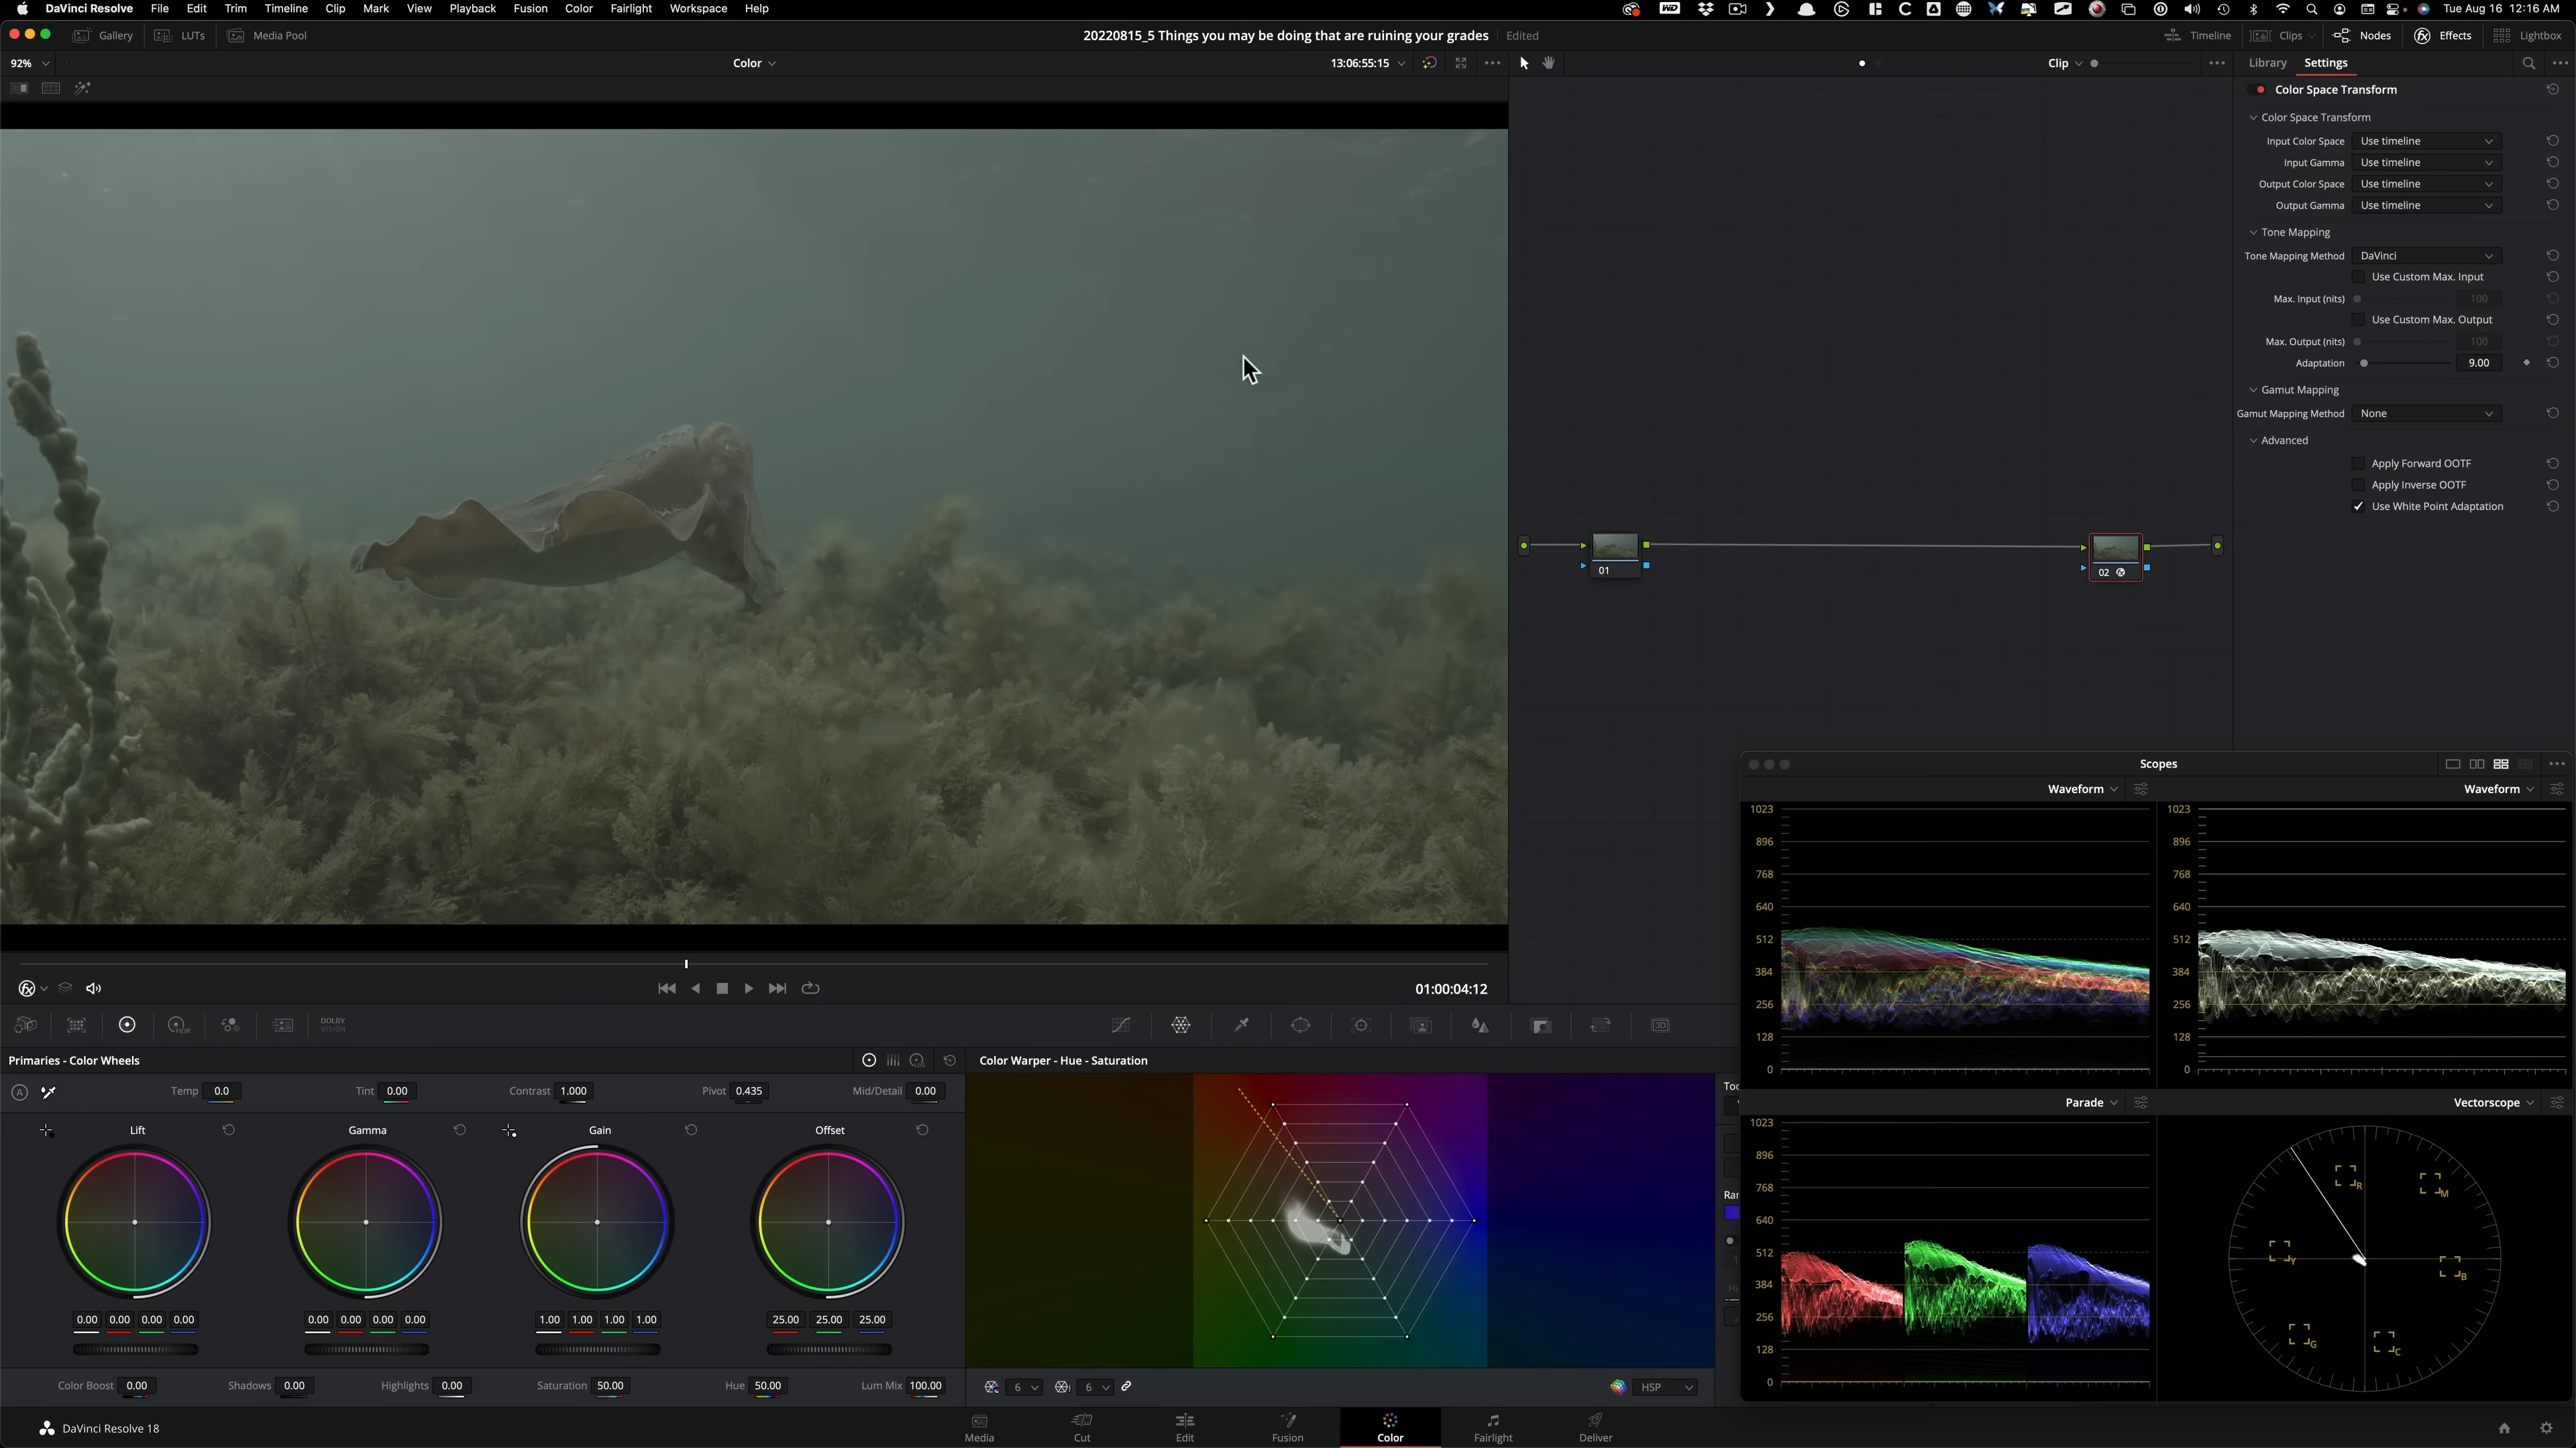 DaVinci Resolve File Edit Trim Timeline Clip Mark View Playback Fusion Color Fairlight Workspace Help
Tue Aug 16 12:16 AM
Gallery LUTs Media Pool
20220815_5 Things you may be doing that are ruining your grades Edited
Timeline Clips Nodes Effects Lightbox
92% Color 13:06:55:15 Clip
Library Settings
Color Space Transform
Color Space Transform
Input Color Space Use timeline
Input Gamma Use timeline
Output Color Space Use timeline
Output Gamma Use timeline
Tone Mapping
Tone Mapping Method DaVinci
Use Custom Max. Input
Max. Input (nits) 100
Use Custom Max. Output
Max. Output (nits) 100
Adaptation 9.00
Gamut Mapping
Gamut Mapping Method None
Advanced
Apply Forward OOTF
Apply Inverse OOTF
Use White Point Adaptation
01
02
01:00:04:12
Scopes
Waveform
1023
896
768
640
512
384
256
128
0
Waveform
1023
896
768
640
512
384
256
128
0
Parade
1023
896
768
640
512
384
256
128
0
Vectorscope
R
M
Y
B
G
C
HDR
DOLBY
VISION
3D
Primaries - Color Wheels
LOG
Temp 0.0 Tint 0.00 Contrast 1.000 Pivot 0.435 Mid/Detail 0.00
Lift Gamma Gain Offset
0.00 0.00 0.00 0.00
0.00 0.00 0.00 0.00
1.00 1.00 1.00 1.00
25.00 25.00 25.00
Color Boost 0.00 Shadows 0.00 Highlights 0.00 Saturation 50.00 Hue 50.00 Lum Mix 100.00
Color Warper - Hue - Saturation
Too
Ran
6 6 HSP
DaVinci Resolve 18
Media Cut Edit Fusion Color Fairlight Deliver